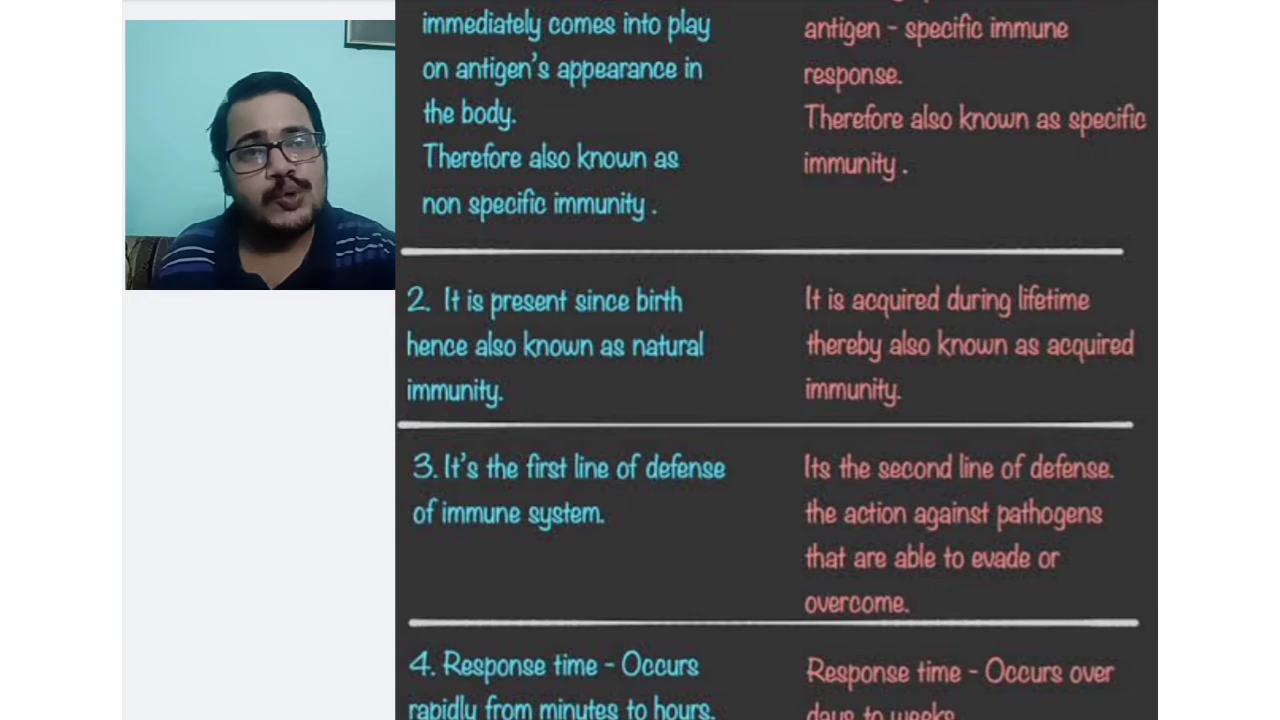 immediately comes into play
on antigen's appearance in
the body.
Therefore also known as
non specific immunity .
antigen - specific immune
response.
Therefore also known as specific
immunity .
2. It is present since birth
hence also known as natural
immunity.
It is acquired during lifetime
thereby also known as acquired
immunity.
3. It's the first line of defense
of immune system.
Its the second line of defense.
the action against pathogens
that are able to evade or
overcome.
4. Response time - Occurs
rapidly from minutes to hours.
Response time - Occurs over
days to weeks